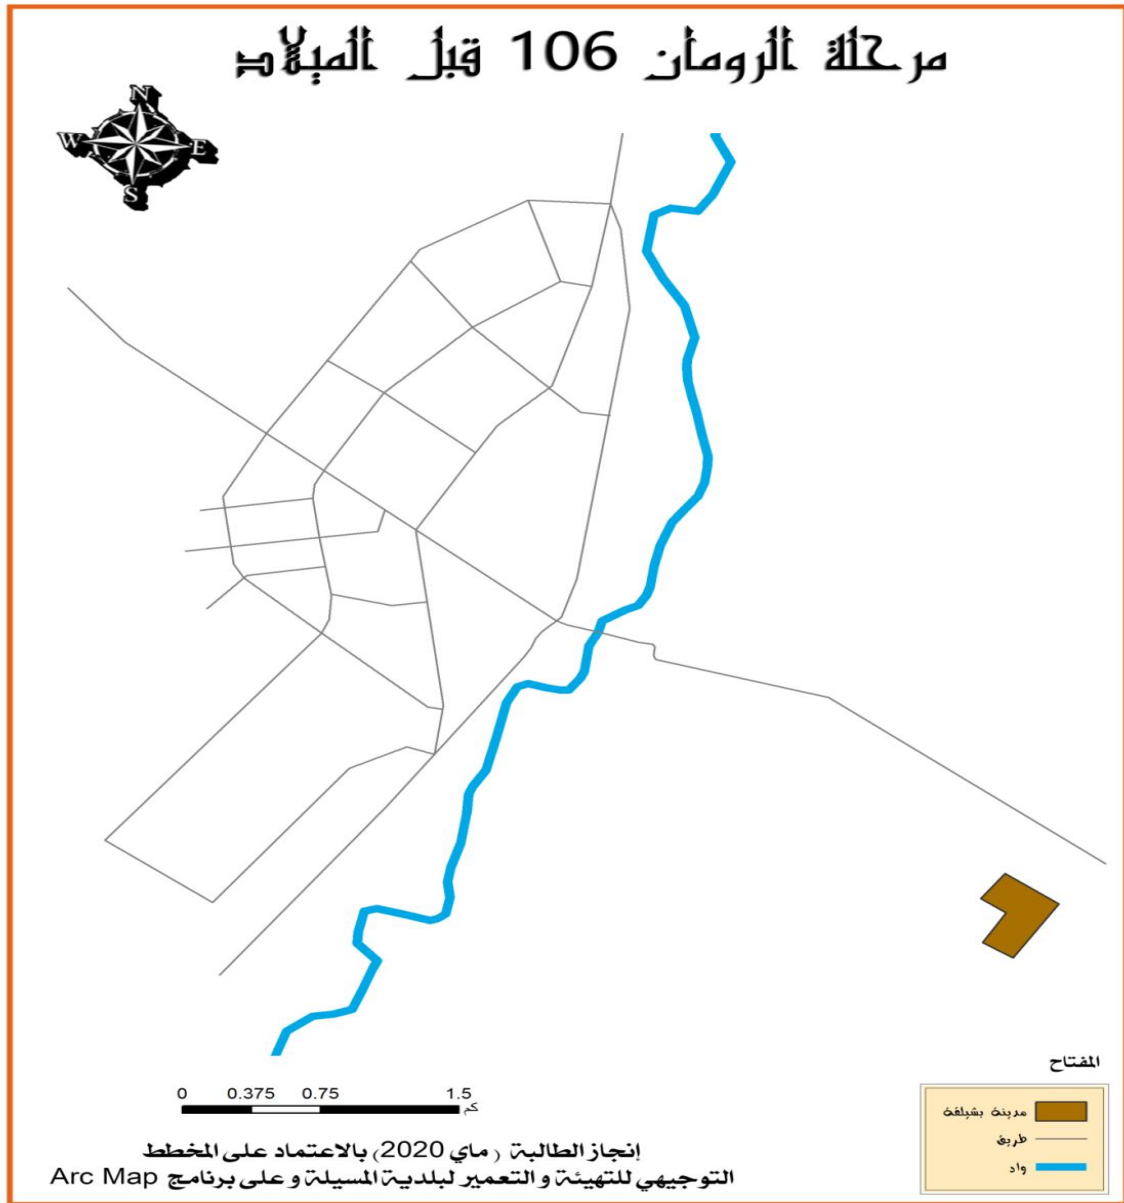 مرحلة الرومان 106 قبل الميلاد
N
W E
S
0 0.375 0.75 1.5
كم
المفتاح
مدينة بشيلقة
طريق
واد
إنجاز الطالبة (ماي 2020) بالاعتماد على المخطط
التوجيهي للتهيئة و التعمير لبلدية المسيلة و على برنامج Arc Map